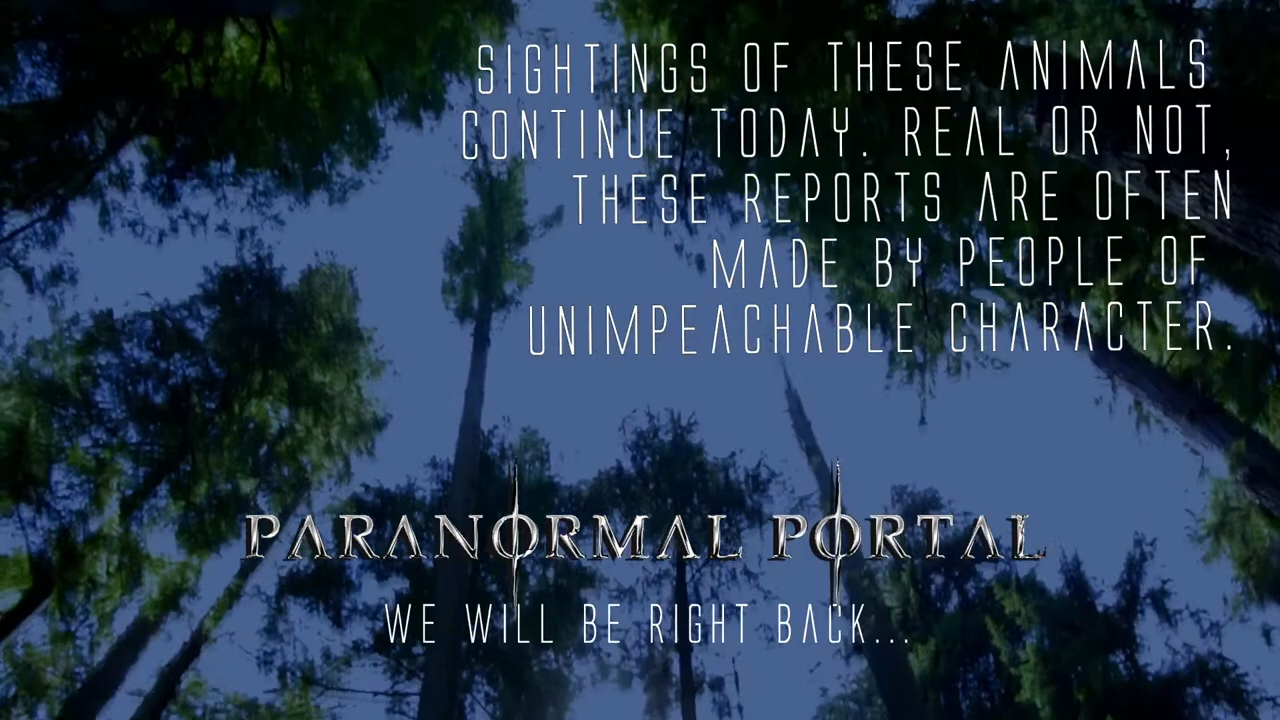 SIGHTINGS OF THESE ANIMALS
CONTINUE TODAY. REAL OR NOT,
THESE REPORTS ARE OFTEN
MADE BY PEOPLE OF
UNIMPEACHABLE CHARACTER.
PARANORMAL PORTAL
WE WILL BE RIGHT BACK...